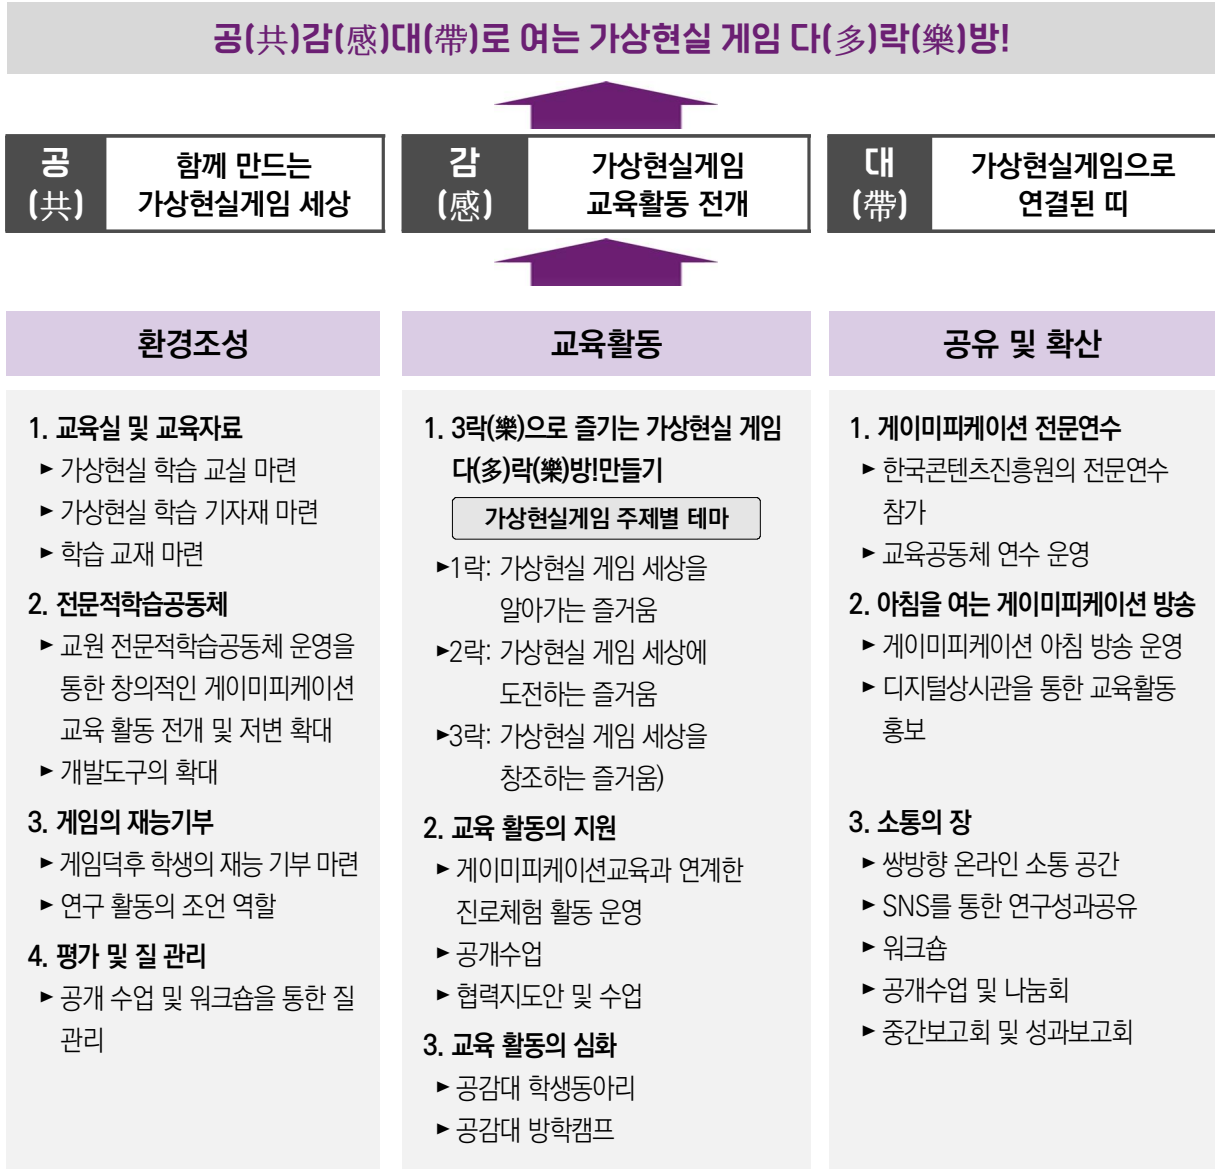 공(共)감(感)대(帶)로 여는 가상현실 게임 다(多)락(樂)방!
공
(共)
함께 만드는
가상현실게임 세상
감
(感)
가상현실게임
교육활동 전개
대
(帶)
가상현실게임으로
연결된 띠
환경조성
1. 교육실 및 교육자료
► 가상현실 학습 교실 마련
► 가상현실 학습 기자재 마련
► 학습 교재 마련
2. 전문적학습공동체
► 교원 전문적학습공동체 운영을
통한 창의적인 게이미피케이션
교육 활동 전개 및 저변 확대
► 개발도구의 확대
3. 게임의 재능기부
► 게임덕후 학생의 재능 기부 마련
► 연구 활동의 조언 역할
4. 평가 및 질 관리
► 공개 수업 및 워크숍을 통한 질
관리
교육활동
1. 3락(樂)으로 즐기는 가상현실 게임
다(多)락(樂)방!만들기
가상현실게임 주제별 테마
►1락: 가상현실 게임 세상을
알아가는 즐거움
►2락: 가상현실 게임 세상에
도전하는 즐거움
►3락: 가상현실 게임 세상을
창조하는 즐거움)
2. 교육 활동의 지원
► 게이미피케이션교육과 연계한
진로체험 활동 운영
► 공개수업
► 협력지도안 및 수업
3. 교육 활동의 심화
► 공감대 학생동아리
► 공감대 방학캠프
공유 및 확산
1. 게이미피케이션 전문연수
► 한국콘텐츠진흥원의 전문연수
참가
► 교육공동체 연수 운영
2. 아침을 여는 게이미피케이션 방송
► 게이미피케이션 아침 방송 운영
► 디지털상시관을 통한 교육활동
홍보
3. 소통의 장
► 쌍방향 온라인 소통 공간
► SNS를 통한 연구성과공유
► 워크숍
► 공개수업 및 나눔회
► 중간보고회 및 성과보고회